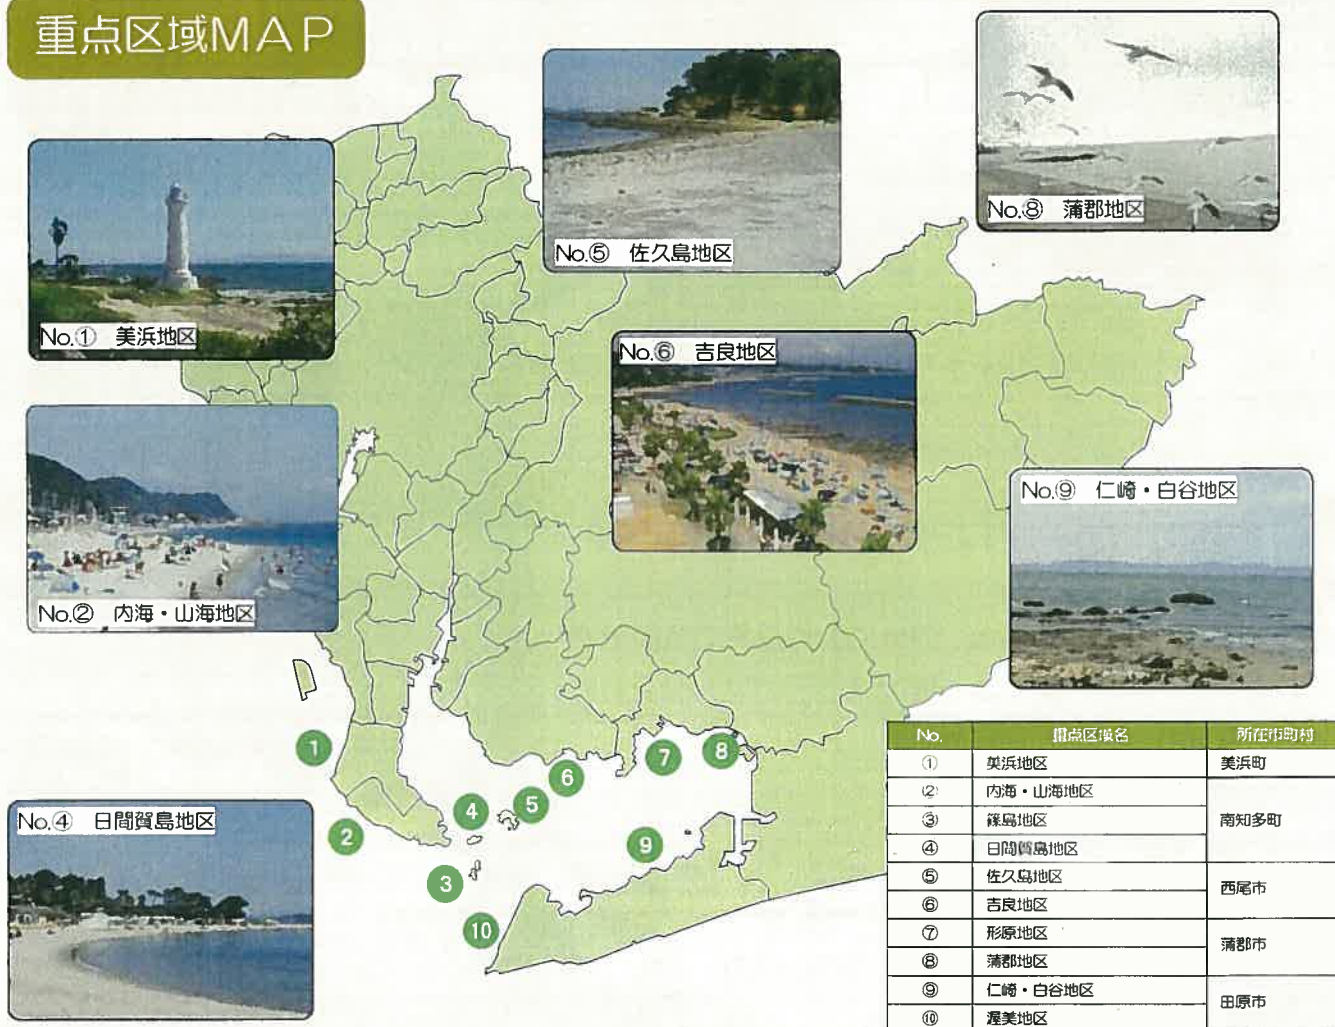 重点区域MAP
No.① 美浜地区
No.⑤ 佐久島地区
No.⑧ 蒲郡地区
No.⑥ 吉良地区
No.② 内海・山海地区
No.⑨ 仁崎・白谷地区
No.④ 日間賀島地区
1
2
3
4
5
6
7
8
9
10
No. 重点区域名 所在市町村
① 美浜地区 美浜町
② 内海・山海地区 南知多町
③ 篠島地区
④ 日間賀島地区
⑤ 佐久島地区 西尾市
⑥ 吉良地区
⑦ 形原地区 蒲郡市
⑧ 蒲郡地区
⑨ 仁崎・白谷地区 田原市
⑩ 渥美地区